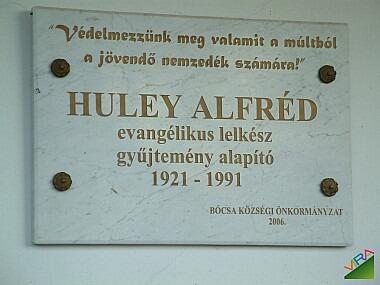 "Védelmezzünk meg valamit a múltból
a jövendő nemzedék számára!"
HULEY ALFRÉD
evangélikus lelkész
gyűjtemény alapító
1921 - 1991
BÓCSA KÖZSÉGI ÖNKORMÁNYZAT
2006.
VIRA